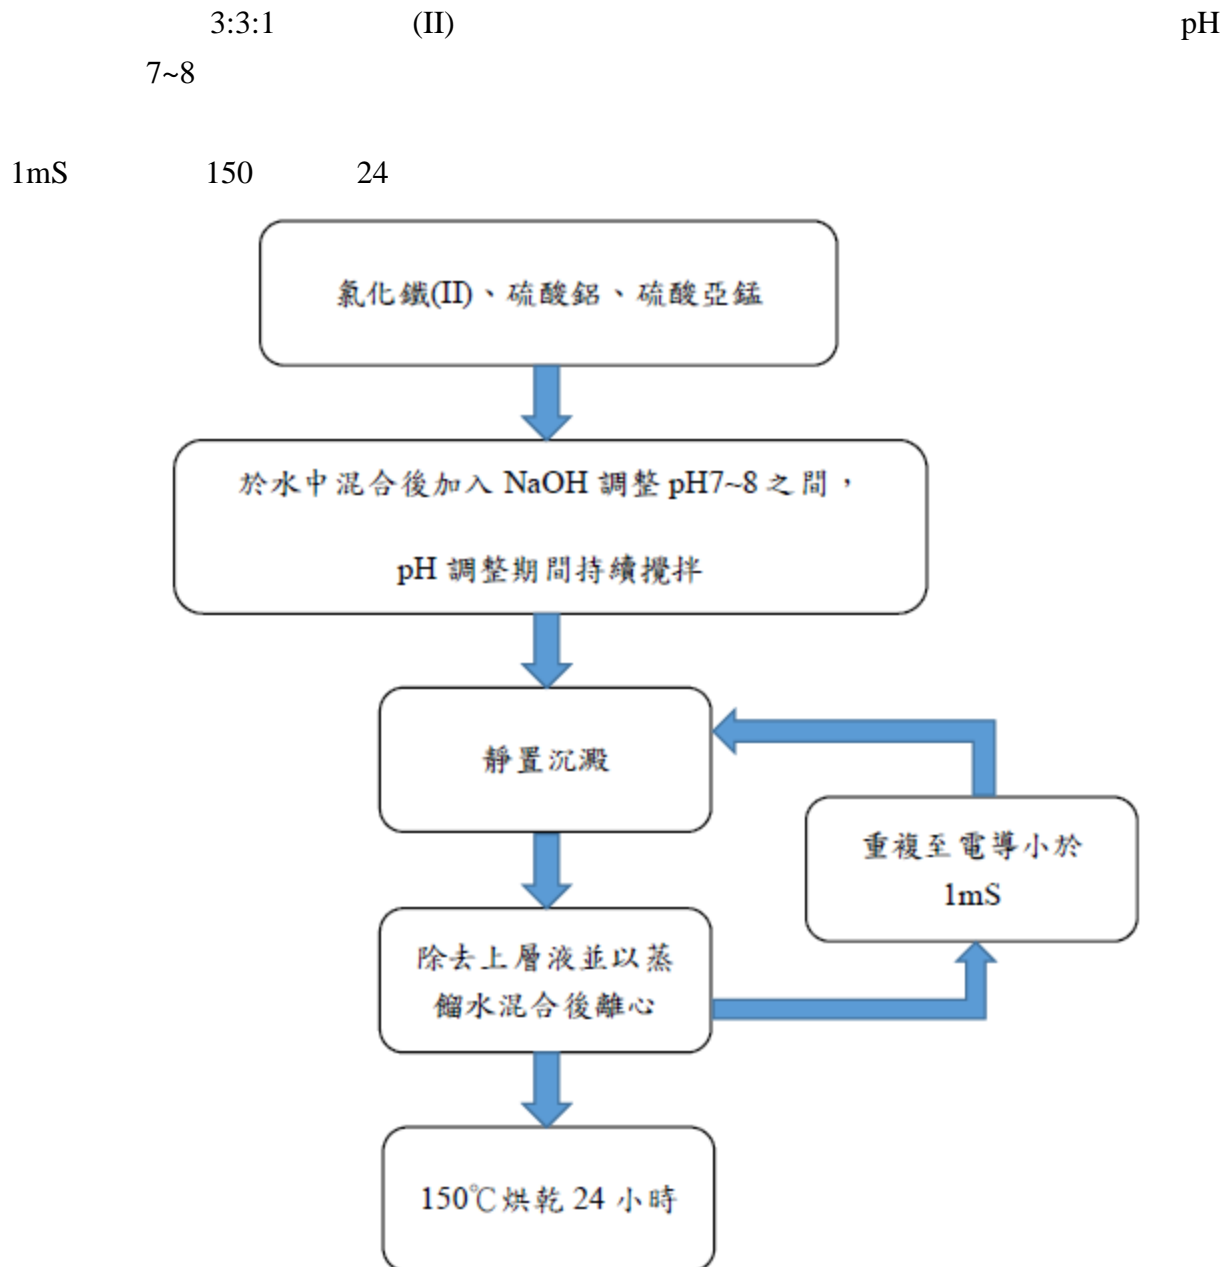 3:3:1 (II) pH
7~8
1mS 150 24
氯化鐵(II)、硫酸鋁、硫酸亞錳
於水中混合後加入 NaOH 調整 pH7~8 之間，
pH 調整期間持續攪拌
靜置沉澱
重複至電導小於
1mS
除去上層液並以蒸
餾水混合後離心
150℃烘乾 24 小時